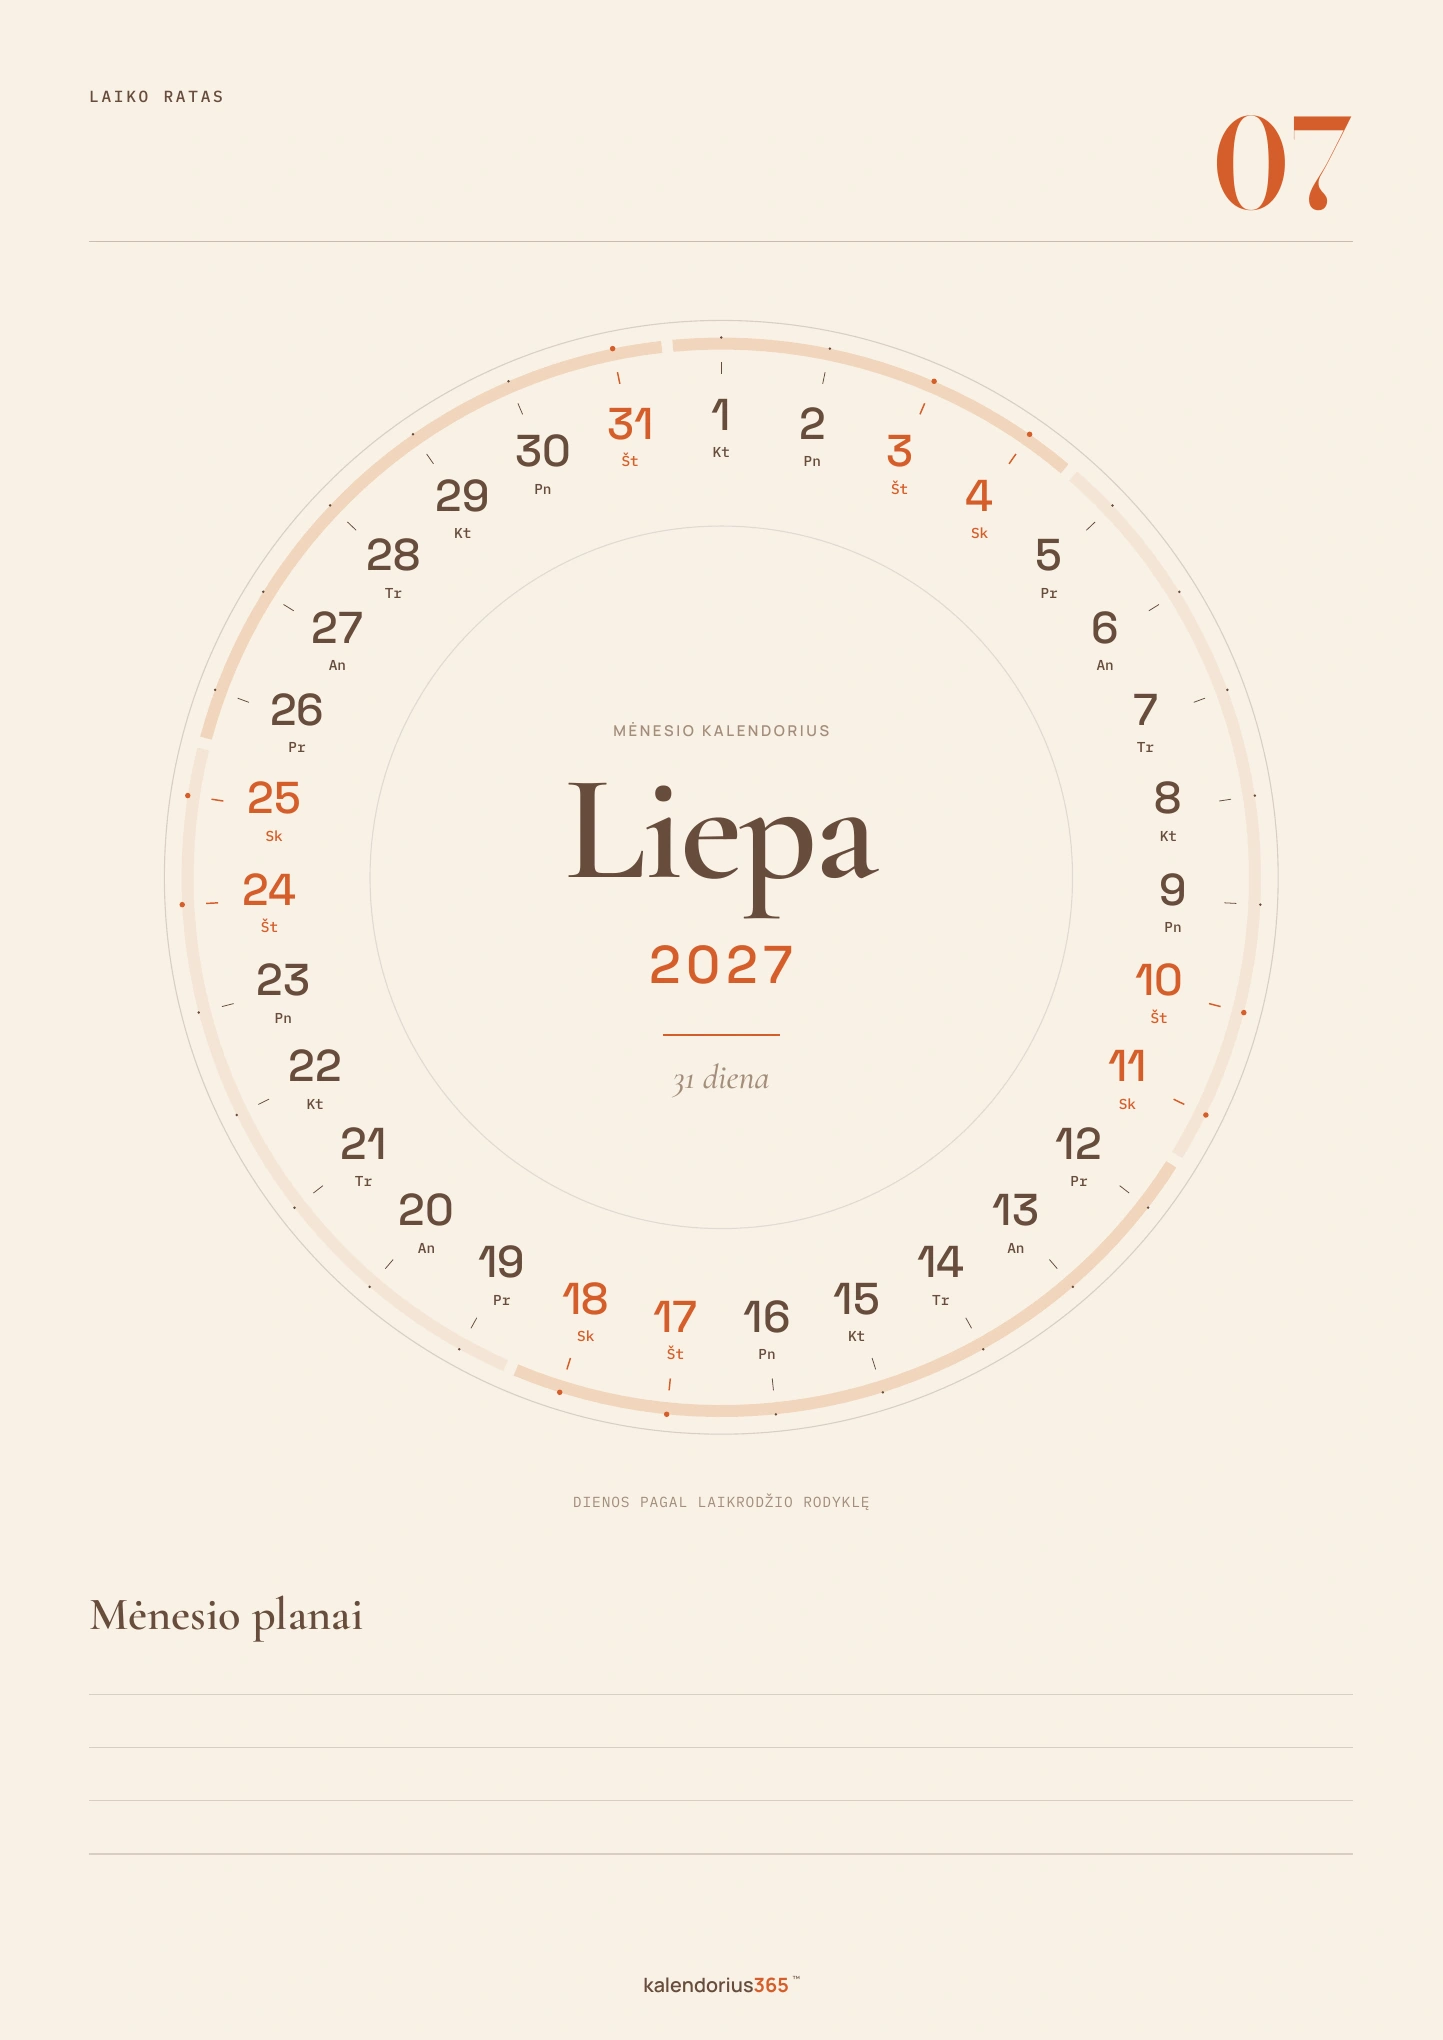 LAIKO RATAS
07
1
Kt
2
Pn
3
Št
4
Sk
5
Pr
6
An
7
Tr
8
Kt
9
Pn
10
Št
11
Sk
12
Pr
13
An
14
Tr
15
Kt
16
Pn
17
Št
18
Sk
19
Pr
20
An
21
Tr
22
Kt
23
Pn
24
Št
25
Sk
26
Pr
27
An
28
Tr
29
Kt
30
Pn
31
Št
MĖNESIO KALENDORIUS
Liepa
2027
31 diena
DIENOS PAGAL LAIKRODŽIO RODYKLĘ
Mėnesio planai
kalendorius365™